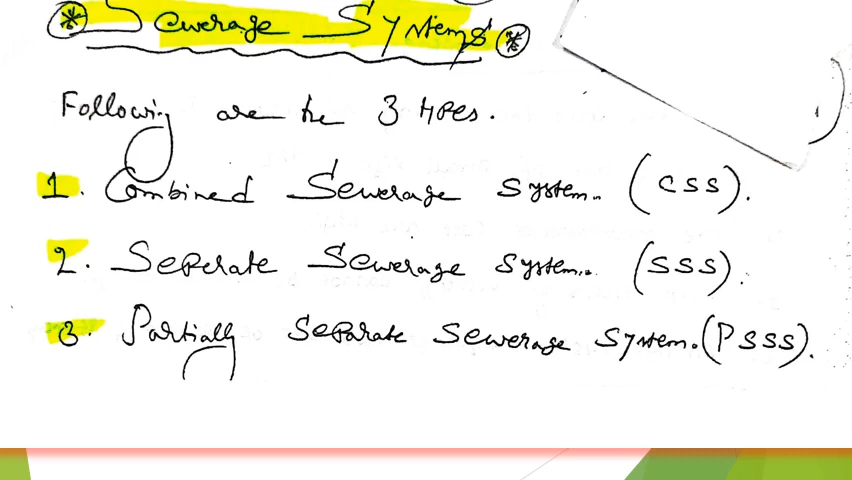 Sewerage Systems
Following are the 3 types.
1. Combined Sewerage system. (CSS).
2. Seperate Sewerage system. (SSS).
3. Partially separate sewerage system. (PSSS).